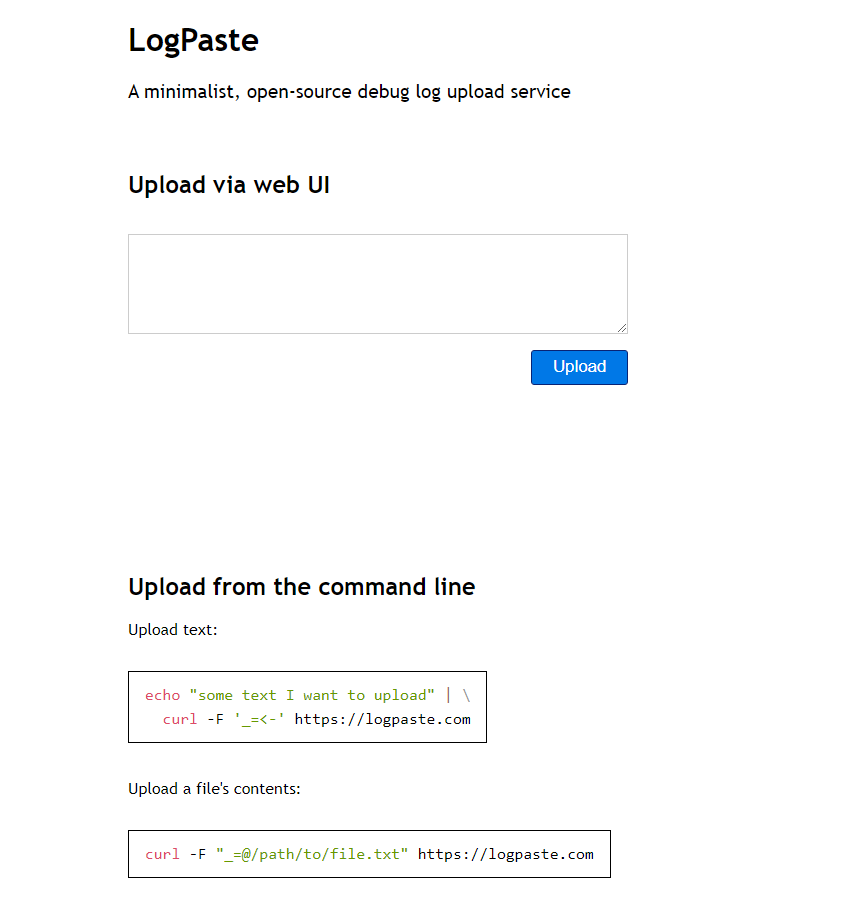 LogPaste
A minimalist, open-source debug log upload service
Upload via web UI
Upload
Upload from the command line
Upload text:
echo "some text I want to upload" | \
  curl -F '_=<-' https://logpaste.com
Upload a file's contents:
curl -F "_=@/path/to/file.txt" https://logpaste.com